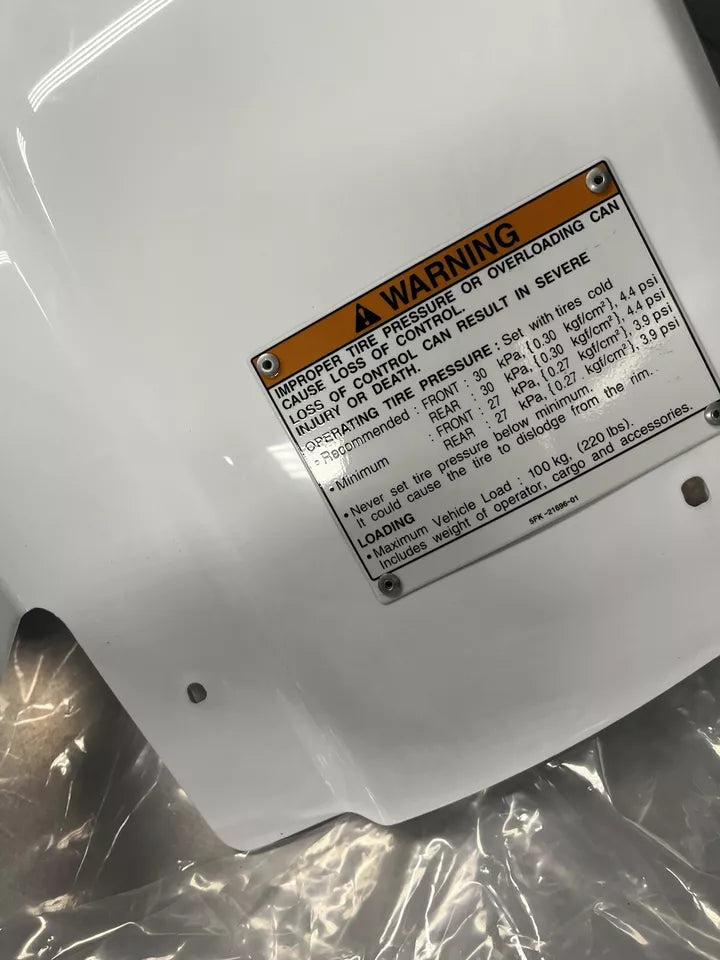 WARNING
IMPROPER TIRE PRESSURE OR OVERLOADING CAN
CAUSE LOSS OF CONTROL.
LOSS OF CONTROL CAN RESULT IN SEVERE
INJURY OR DEATH.
OPERATING TIRE PRESSURE : Set with tires cold
• Recommended : FRONT : 30 kPa, {0.30 kgf/cm²}, 4.4 psi
REAR : 30 kPa, {0.30 kgf/cm²}, 4.4 psi
• Minimum : FRONT : 27 kPa, {0.27 kgf/cm²}, 3.9 psi
REAR : 27 kPa, {0.27 kgf/cm²}, 3.9 psi
• Never set tire pressure below minimum.
It could cause the tire to dislodge from the rim.
LOADING
• Maximum Vehicle Load : 100 kg, (220 lbs).
Includes weight of operator, cargo and accessories.
5FK-21696-01